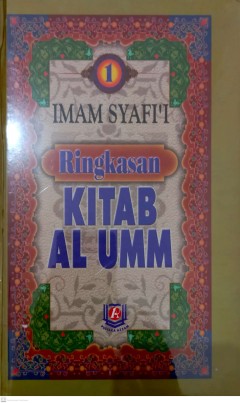 1
IMAM SYAFI'I
Ringkasan
KITAB
AL UMM